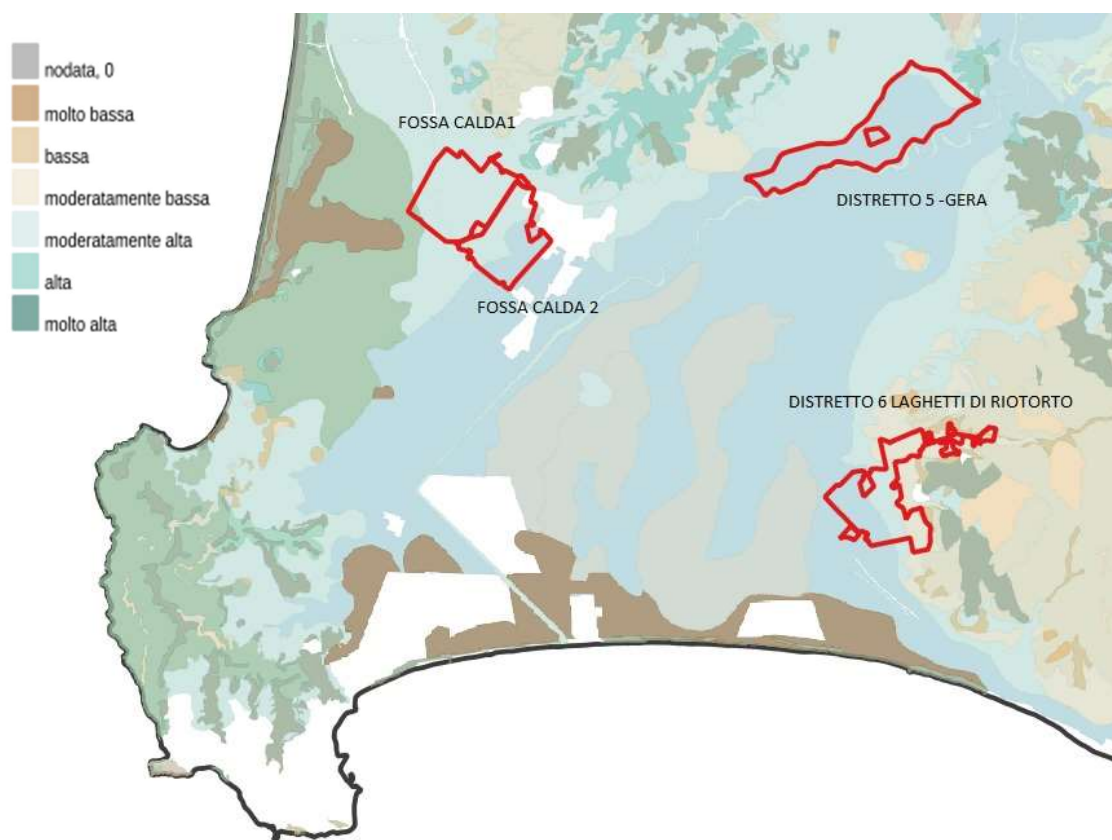 nodata, 0
molto bassa
bassa
moderatamente bassa
moderatamente alta
alta
molto alta
FOSSA CALDA1
FOSSA CALDA 2
DISTRETTO 5 -GERA
DISTRETTO 6 LAGHETTI DI RIOTORTO